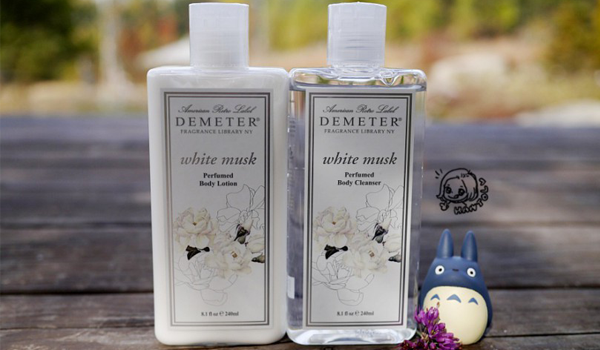 American Retro Label
DEMETER®
FRAGRANCE LIBRARY NY
white musk
Perfumed
Body Lotion
8.1 fl oz ℮ 240ml
American Retro Label
DEMETER®
FRAGRANCE LIBRARY NY
white musk
Perfumed
Body Cleanser
8.1 fl oz ℮ 240ml